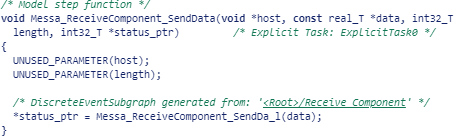 /* Model step function */
void Messa_ReceiveComponent_SendData(void *host, const real_T *data, int32_T
length, int32_T *status_ptr) /* Explicit Task: ExplicitTask0 */
{
UNUSED_PARAMETER(host);
UNUSED_PARAMETER(length);
/* DiscreteEventSubgraph generated from: '<Root>/Receive Component' */
*status_ptr = Messa_ReceiveComponent_SendDa_l(data);
}